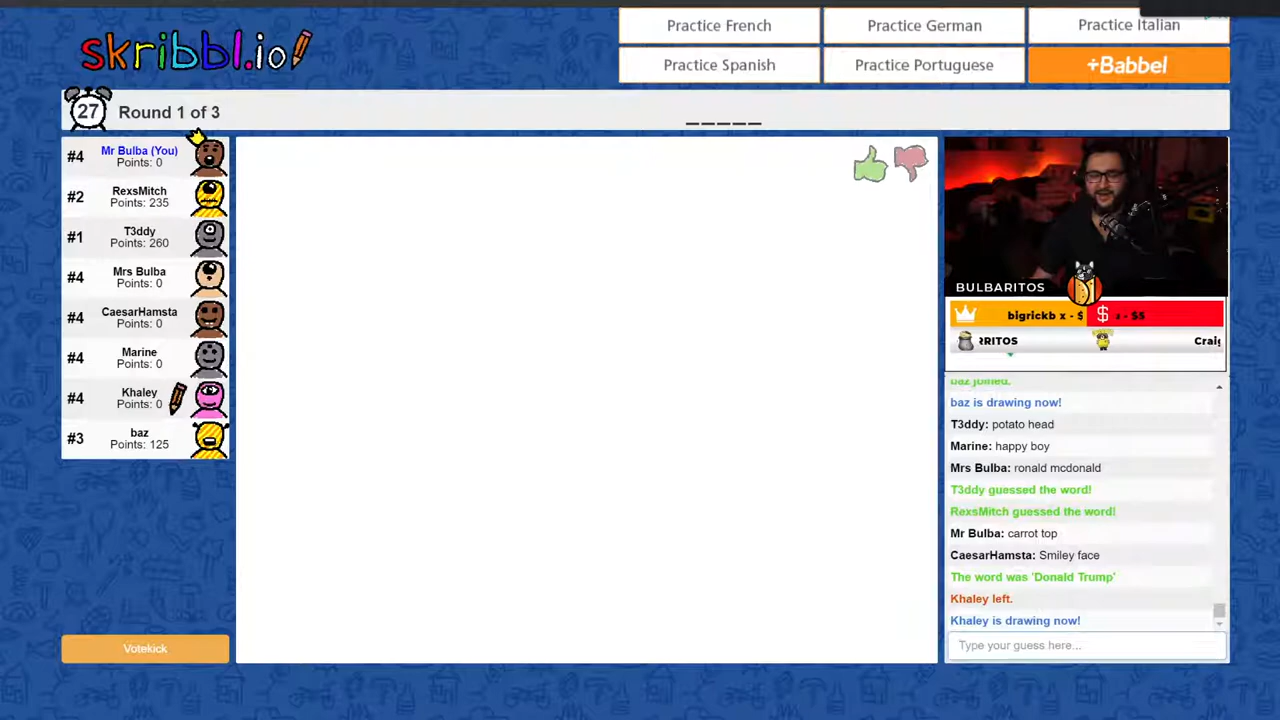 skribbl.io
Practice French
Practice German
Practice Italian
Practice Spanish
Practice Portuguese
+Babbel
27
Round 1 of 3
_____
#4
Mr Bulba (You)
Points: 0
#2
RexsMitch
Points: 235
#1
T3ddy
Points: 260
#4
Mrs Bulba
Points: 0
#4
CaesarHamsta
Points: 0
#4
Marine
Points: 0
#4
Khaley
Points: 0
#3
baz
Points: 125
Votekick
BULBARITOS
bigrickb x - $
$
- $$
RRITOS
Craig
baz joined.
baz is drawing now!
T3ddy: potato head
Marine: happy boy
Mrs Bulba: ronald mcdonald
T3ddy guessed the word!
RexsMitch guessed the word!
Mr Bulba: carrot top
CaesarHamsta: Smiley face
The word was 'Donald Trump'
Khaley left.
Khaley is drawing now!
Type your guess here...